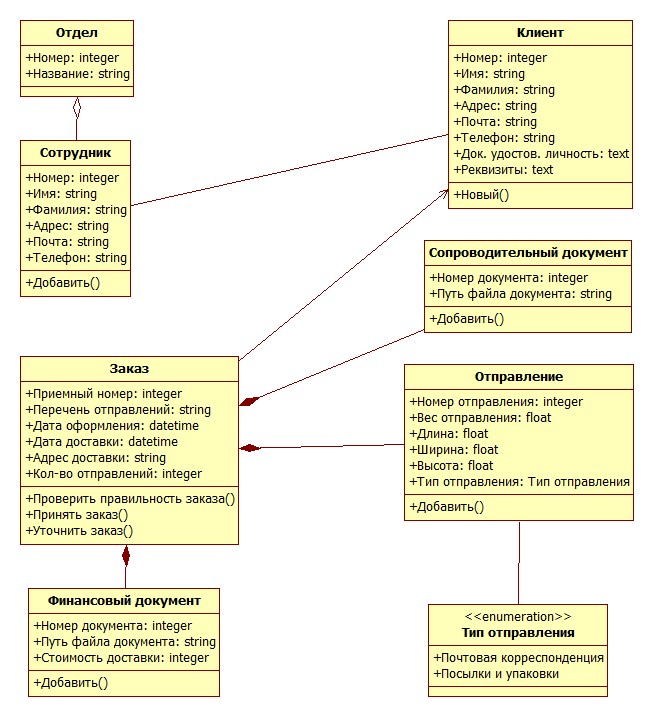 Отдел
+Номер: integer
+Название: string
Клиент
+Номер: integer
+Имя: string
+Фамилия: string
+Адрес: string
+Почта: string
+Телефон: string
+Док. удостов. личность: text
+Реквизиты: text
+Новый()
Сотрудник
+Номер: integer
+Имя: string
+Фамилия: string
+Адрес: string
+Почта: string
+Телефон: string
+Добавить()
Сопроводительный документ
+Номер документа: integer
+Путь файла документа: string
+Добавить()
Заказ
+Приемный номер: integer
+Перечень отправлений: string
+Дата оформления: datetime
+Дата доставки: datetime
+Адрес доставки: string
+Кол-во отправлений: integer
+Проверить правильность заказа()
+Принять заказ()
+Уточнить заказ()
Отправление
+Номер отправления: integer
+Вес отправления: float
+Длина: float
+Ширина: float
+Высота: float
+Тип отправления: Тип отправления
+Добавить()
Финансовый документ
+Номер документа: integer
+Путь файла документа: string
+Стоимость доставки: integer
+Добавить()
<<enumeration>>
Тип отправления
+Почтовая корреспонденция
+Посылки и упаковки